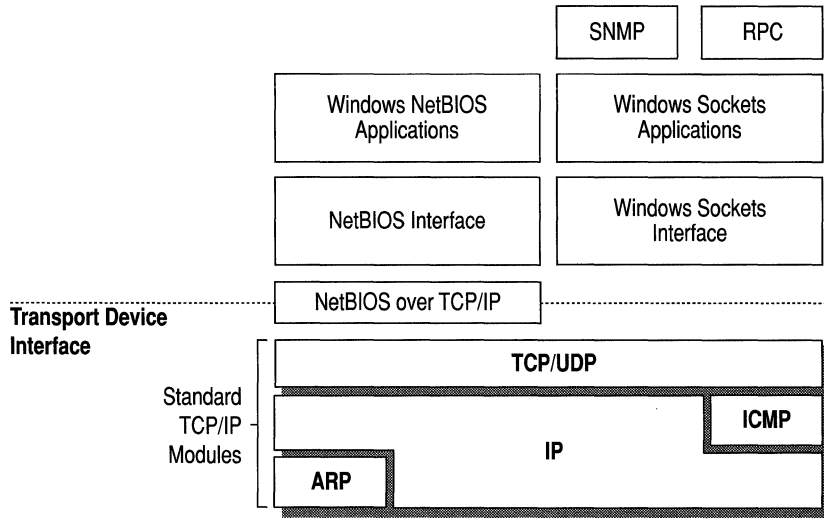 SNMP
RPC
Windows NetBIOS
Applications
Windows Sockets
Applications
NetBIOS Interface
Windows Sockets
Interface
NetBIOS over TCP/IP
Transport Device
Interface
TCP/UDP
Standard
TCP/IP
Modules
ICMP
IP
ARP